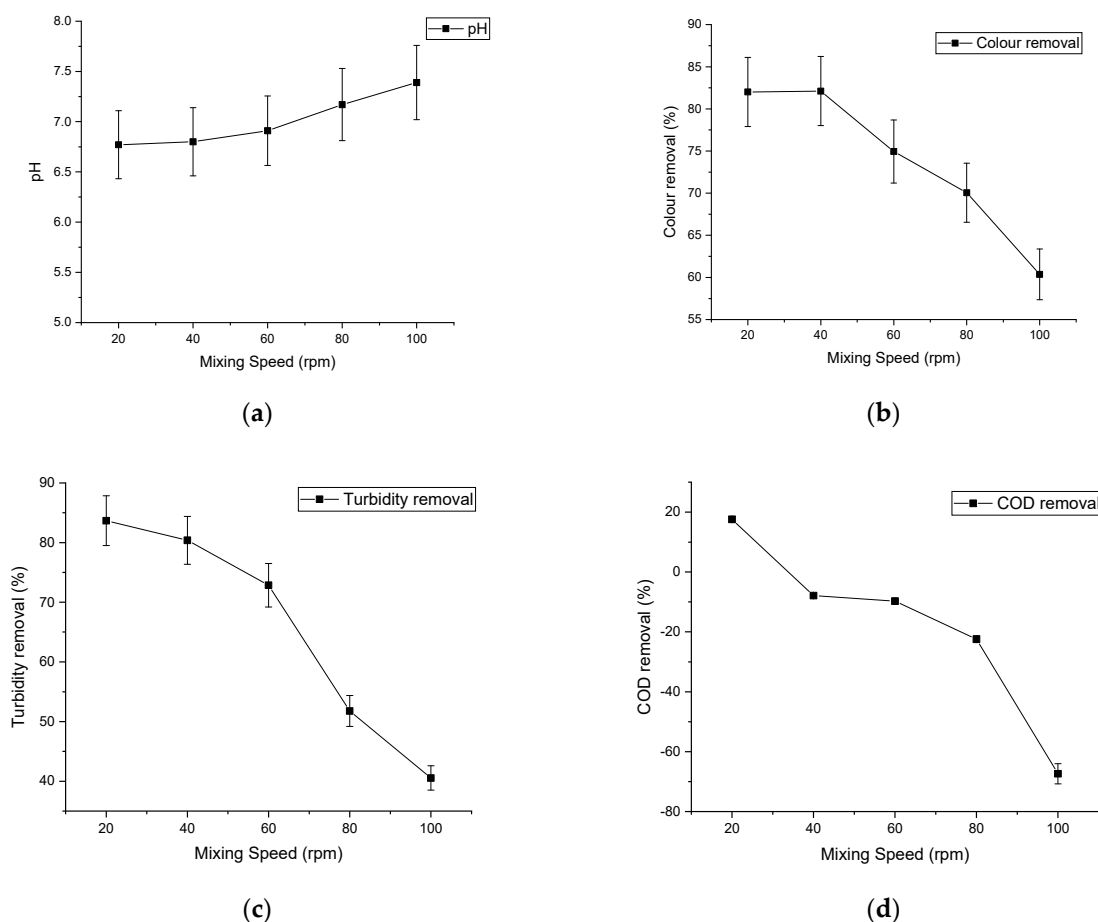 8.0
7.5
7.0
6.5
6.0
5.5
5.0
pH
pH
20 40 60 80 100
Mixing Speed (rpm)
(a)
90
85
80
75
70
65
60
55
Colour removal (%)
Colour removal
20 40 60 80 100
Mixing Speed (rpm)
(b)
90
80
70
60
50
40
Turbidity removal (%)
Turbidity removal
20 40 60 80 100
Mixing Speed (rpm)
(c)
20
0
-20
-40
-60
-80
COD removal (%)
COD removal
20 40 60 80 100
Mixing Speed (rpm)
(d)